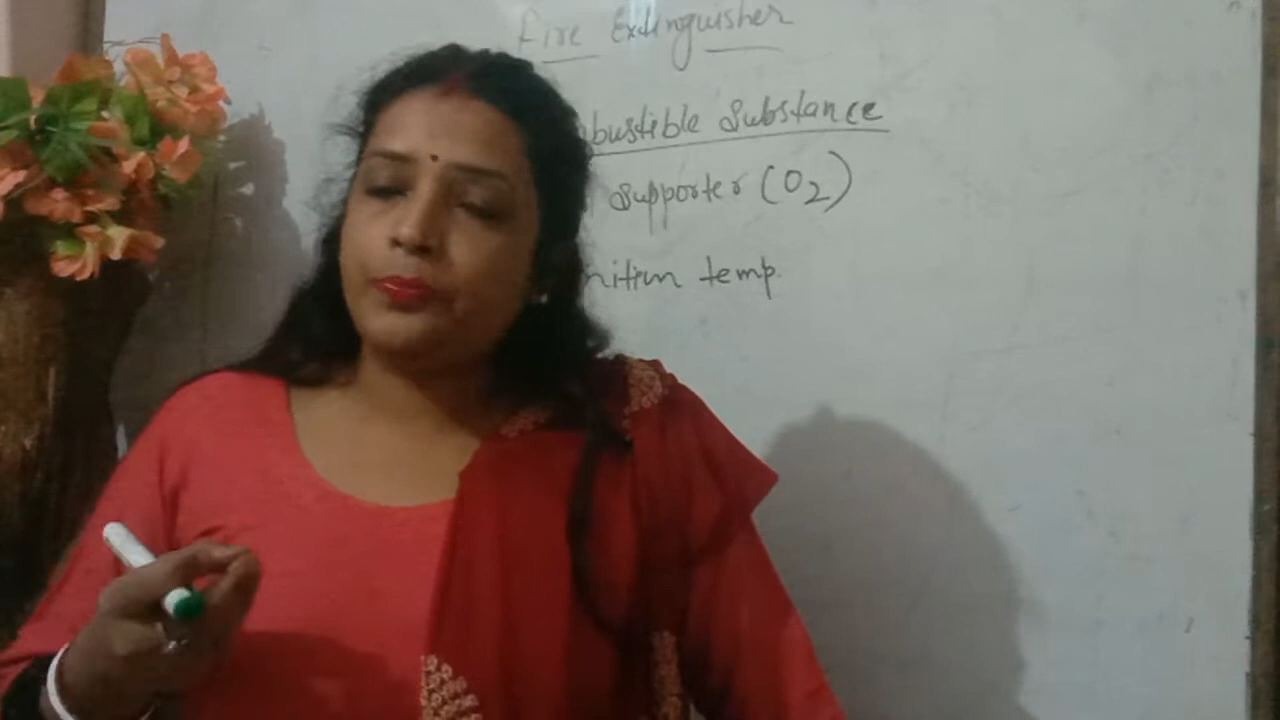 Fire Extinguisher
bustible Substance
Supporter (O2)
nition temp.